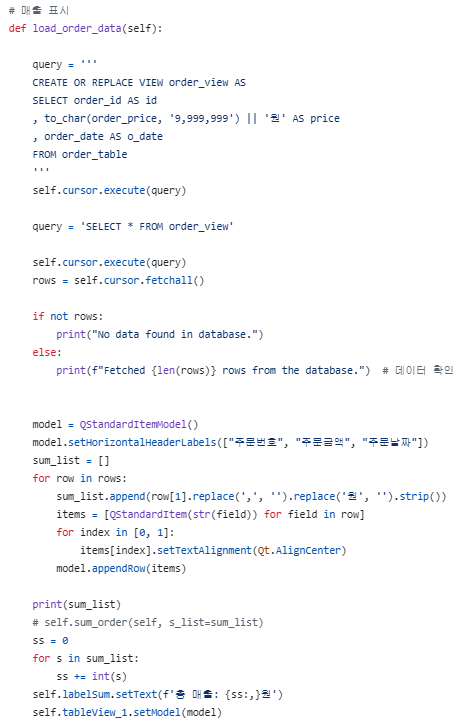 # 매출 표시
def load_order_data(self):
query = '''
CREATE OR REPLACE VIEW order_view AS
SELECT order_id AS id
, to_char(order_price, '9,999,999') || '원' AS price
, order_date AS o_date
FROM order_table
'''
self.cursor.execute(query)
query = 'SELECT * FROM order_view'
self.cursor.execute(query)
rows = self.cursor.fetchall()
if not rows:
print("No data found in database.")
else:
print(f"Fetched {len(rows)} rows from the database.")  # 데이터 확인
model = QStandardItemModel()
model.setHorizontalHeaderLabels(["주문번호", "주문금액", "주문날짜"])
sum_list = []
for row in rows:
sum_list.append(row[1].replace(',', '').replace('원', '').strip())
items = [QStandardItem(str(field)) for field in row]
for index in [0, 1]:
items[index].setTextAlignment(Qt.AlignCenter)
model.appendRow(items)
print(sum_list)
# self.sum_order(self, s_list=sum_list)
ss = 0
for s in sum_list:
ss += int(s)
self.labelSum.setText(f'총 매출: {ss:,}원')
self.tableView_1.setModel(model)